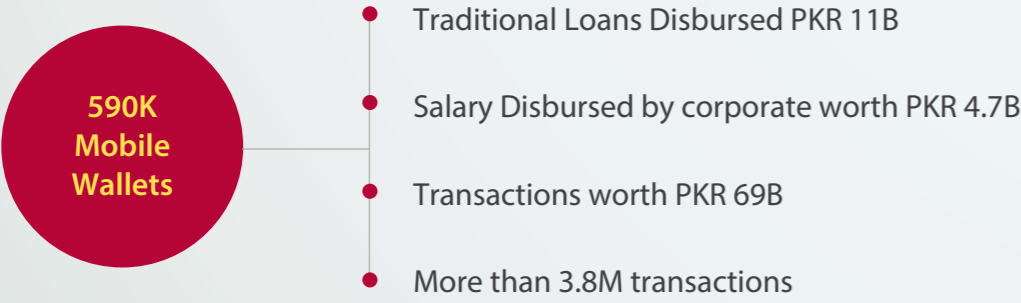 590K
Mobile
Wallets
Traditional Loans Disbursed PKR 11B
Salary Disbursed by corporate worth PKR 4.7B
Transactions worth PKR 69B
More than 3.8M transactions